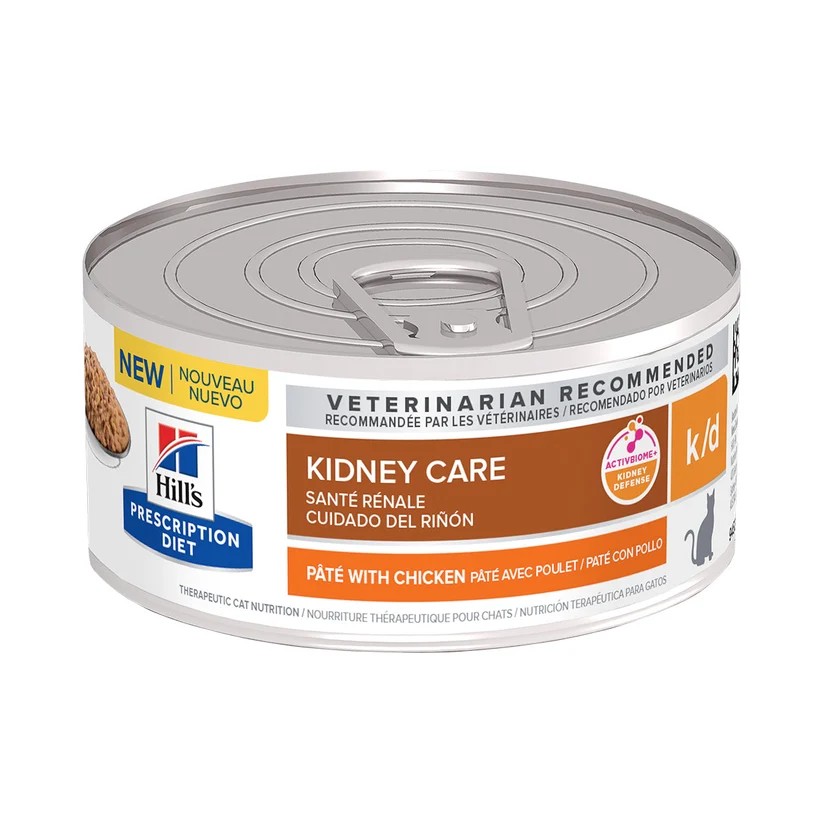 NEW | NOUVEAU
NUEVO
Hill's
PRESCRIPTION
DIET
VETERINARIAN RECOMMENDED
RECOMMANDÉE PAR LES VÉTÉRINAIRES / RECOMENDADO POR VETERINARIOS
KIDNEY CARE
SANTÉ RÉNALE
CUIDADO DEL RIÑÓN
ACTIVBIOME+
KIDNEY
DEFENSE
k/d
PÂTÉ WITH CHICKEN PÂTÉ AVEC POULET / PATÉ CON POLLO
THERAPEUTIC CAT NUTRITION / NOURRITURE THÉRAPEUTIQUE POUR CHATS / NUTRICIÓN TERAPÉUTICA PARA GATOS